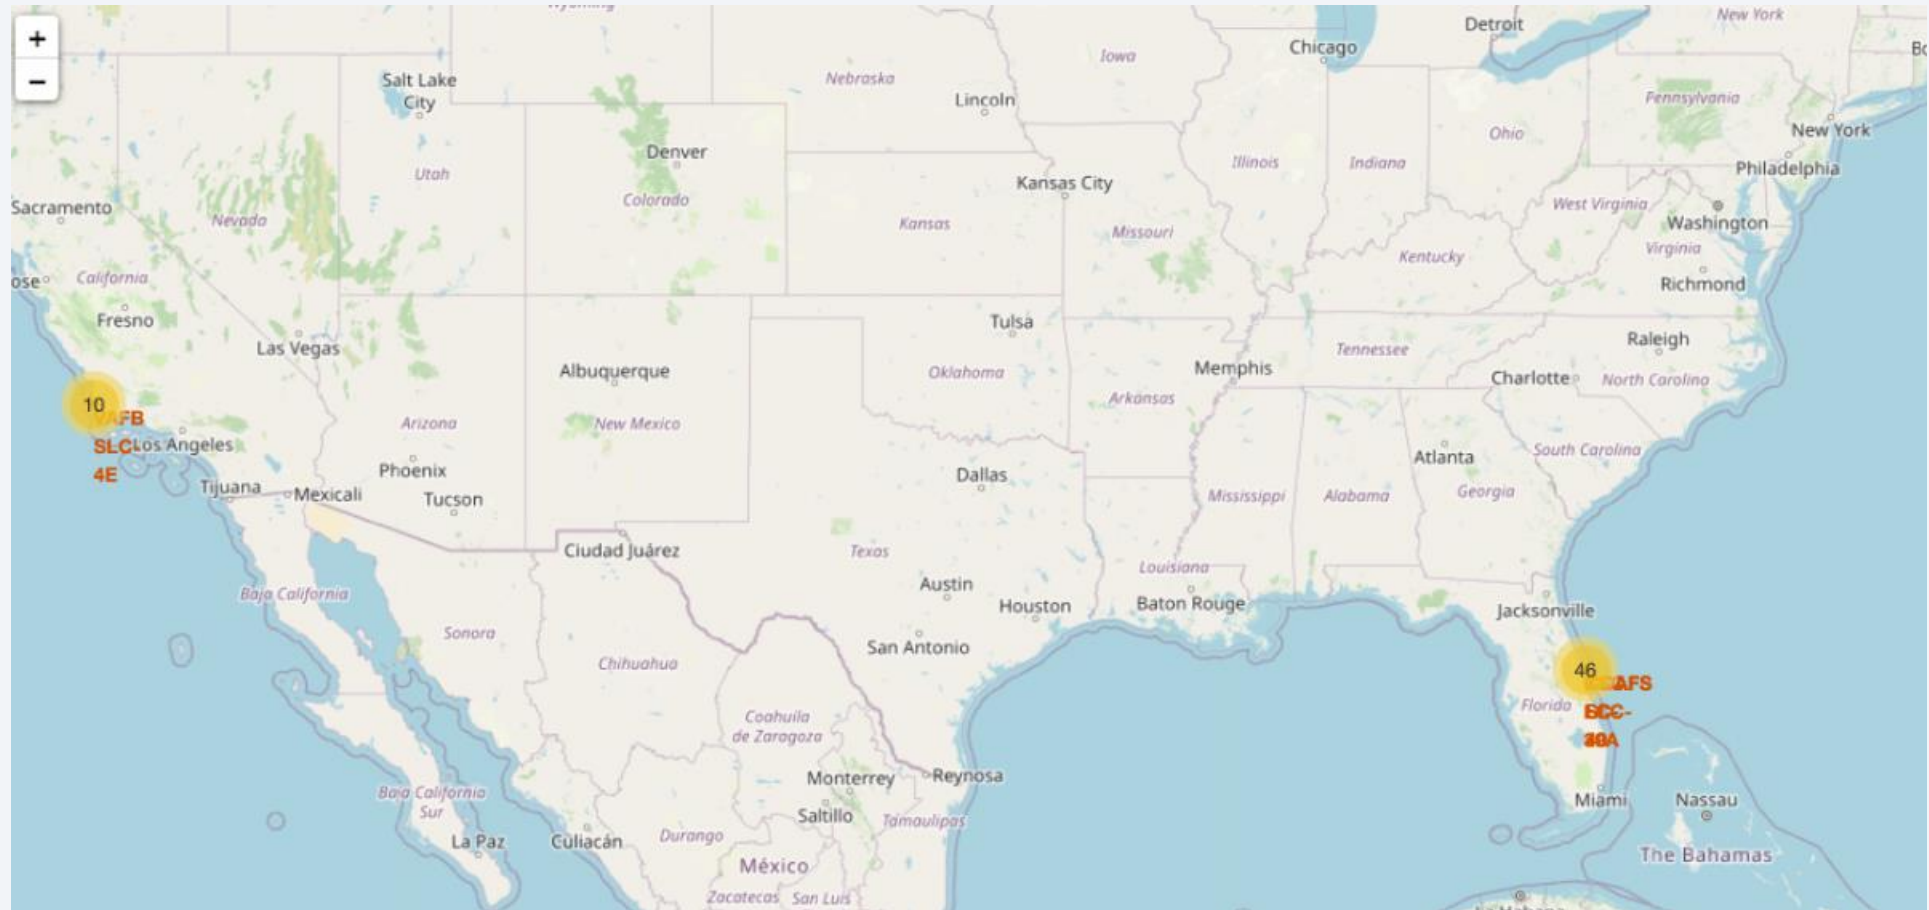 +
−
Wyoming
Detroit
New York
Chicago
Iowa
Salt Lake
City
Nebraska
Lincoln
Pennsylvania
New York
Ohio
Denver
Illinois
Indiana
Philadelphia
Utah
Kansas City
Sacramento
Colorado
West Virginia
Nevada
Kansas
Missouri
Washington
Virginia
Kentucky
California
ose
Richmond
Fresno
Tulsa
Raleigh
Las Vegas
Tennessee
Albuquerque
Oklahoma
Memphis
Charlotte
North Carolina
10
Arkansas
VAFB
SLC-
4E
Los Angeles
Arizona
New Mexico
South Carolina
Atlanta
Phoenix
Dallas
Tijuana
Mexicali
Tucson
Mississippi
Alabama
Georgia
Ciudad Juárez
Texas
Louisiana
Baja California
Austin
Houston
Baton Rouge
Jacksonville
Sonora
San Antonio
Chihuahua
46
Florida
Coahuila
de Zaragoza
Monterrey
Reynosa
Baja California
Sur
Saltillo
Tamaulipas
Miami
Nassau
La Paz
Culiacán
Durango
The Bahamas
México
Zacatecas
San Luis